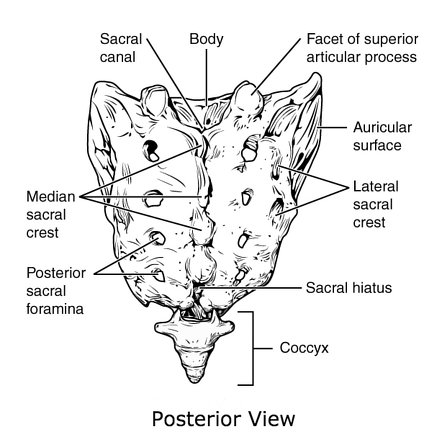 Sacral
canal
Body
Facet of superior
articular process
Auricular
surface
Median
sacral
crest
Lateral
sacral
crest
Posterior
sacral
foramina
Sacral hiatus
Coccyx
Posterior View